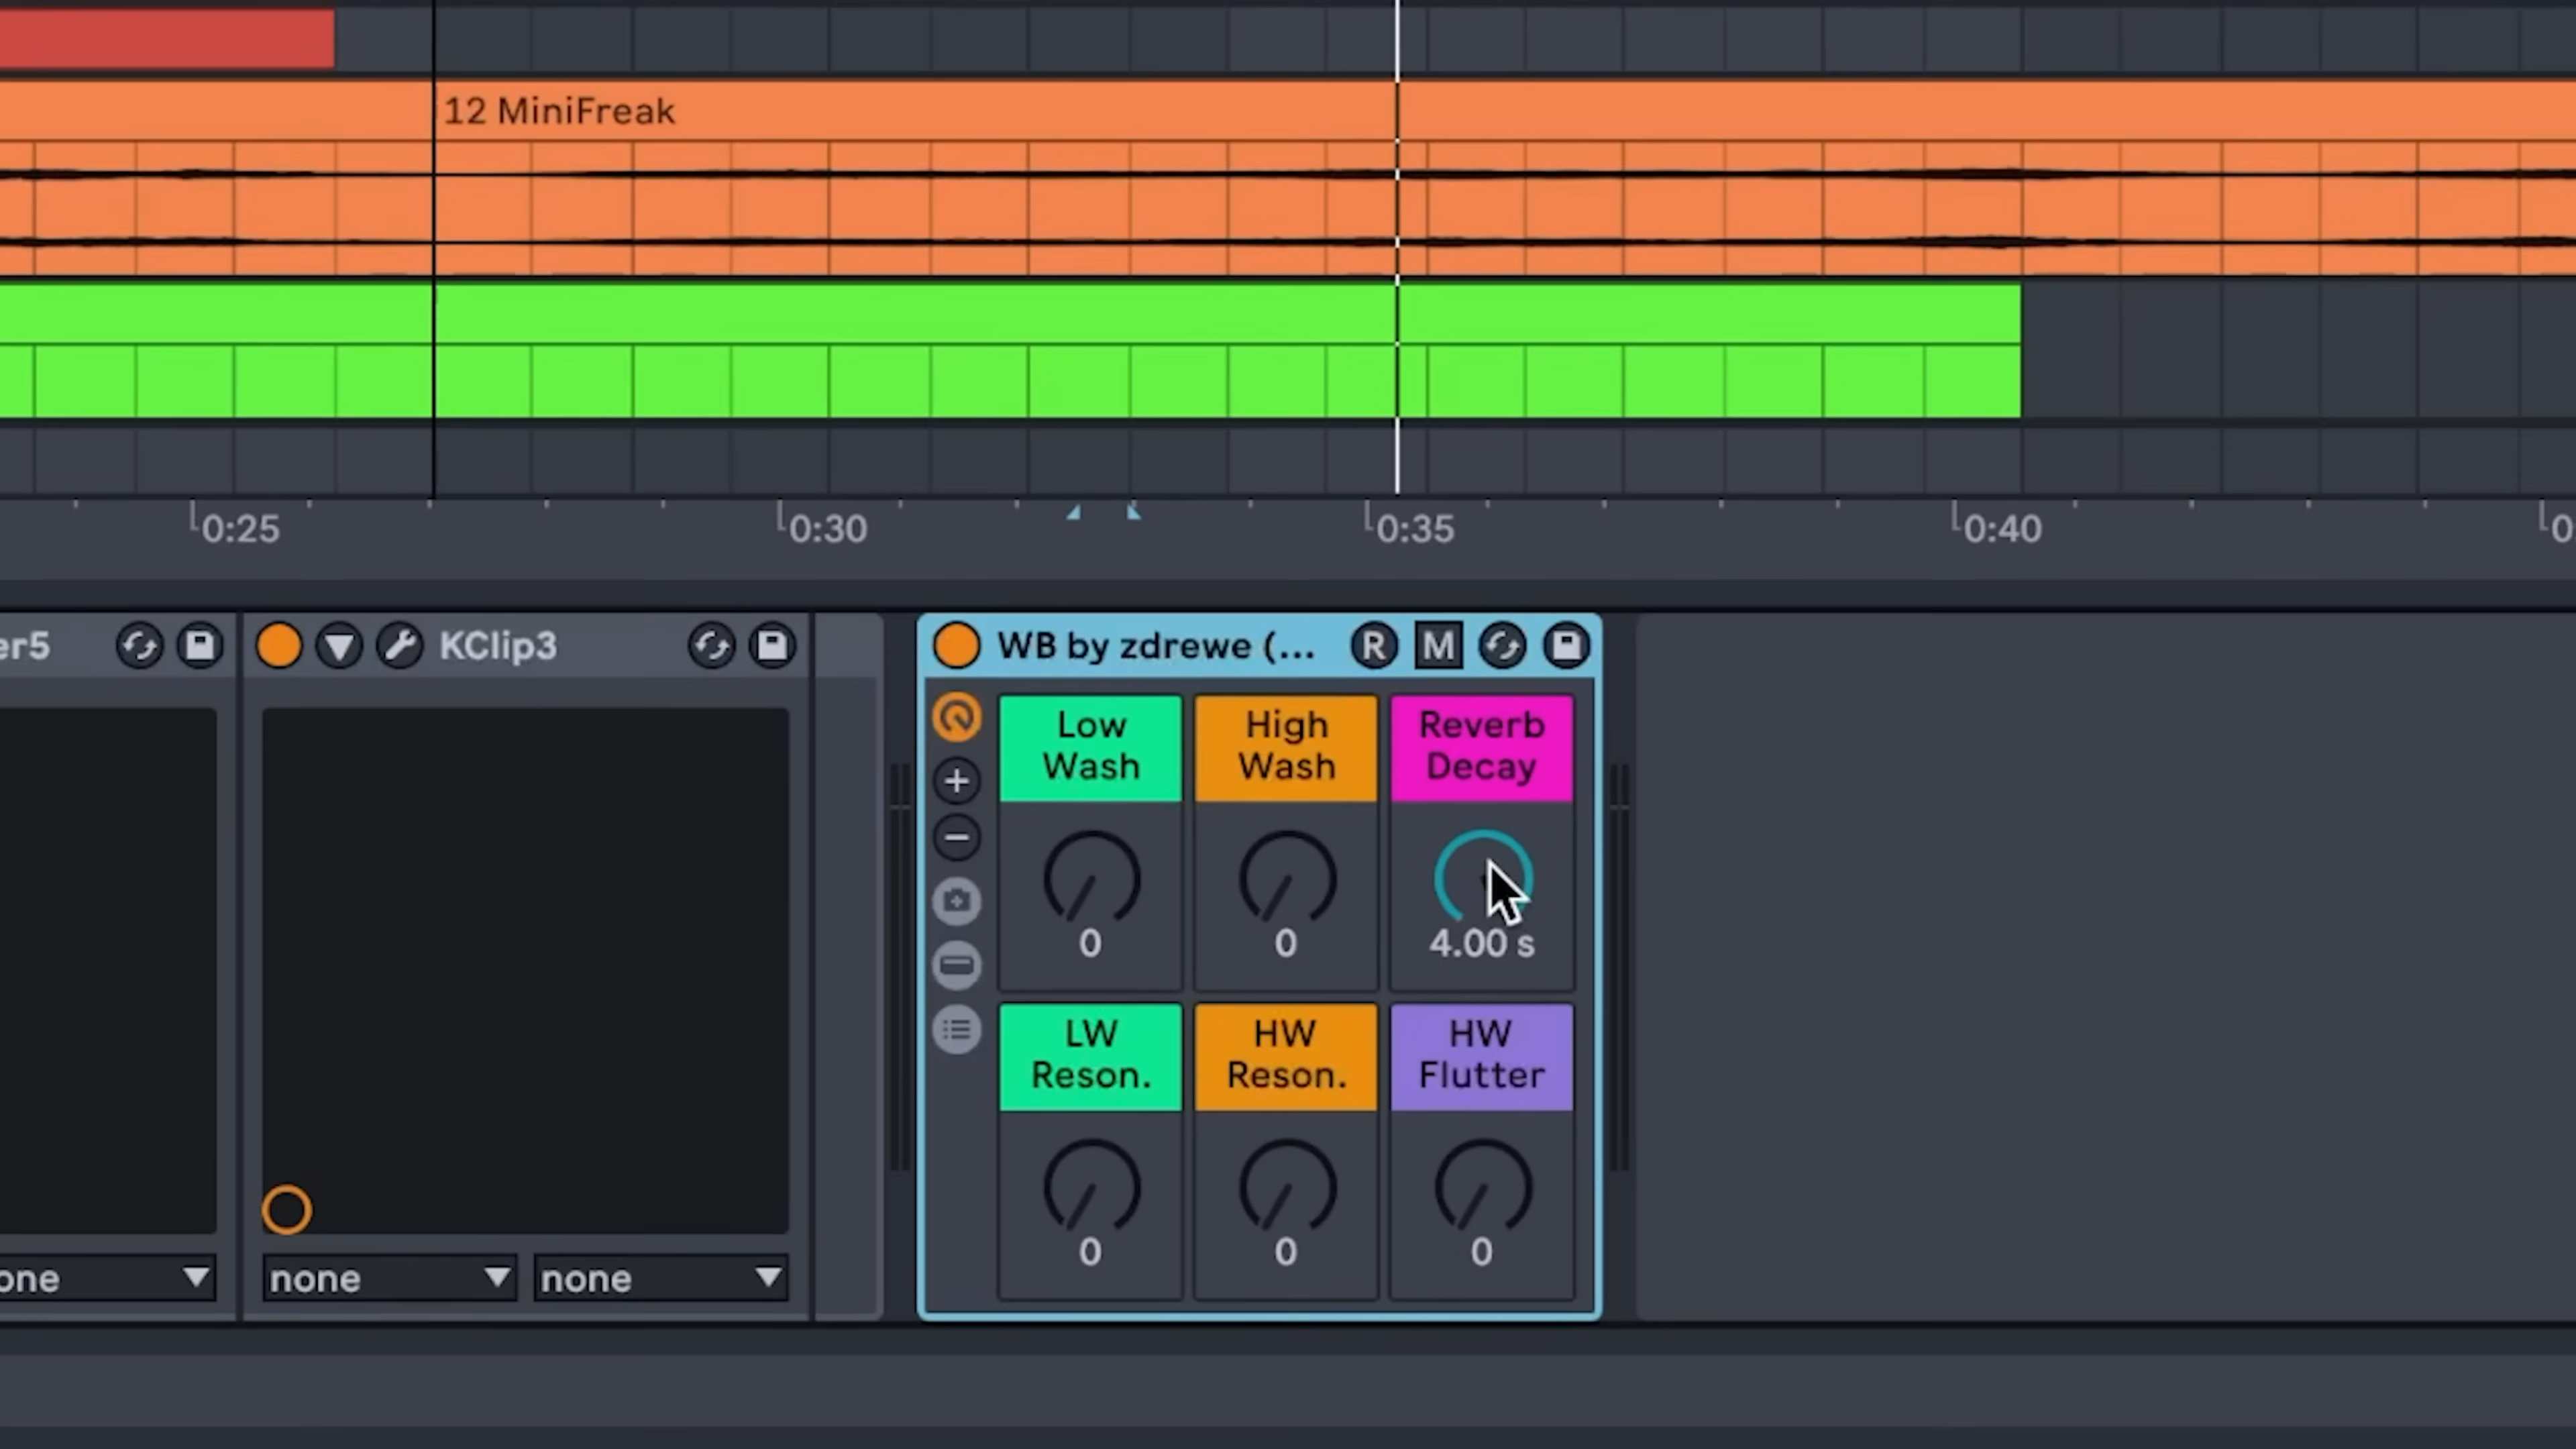 12 MiniFreak
0:25
0:30
0:35
0:40
0
er5
KClip3
WB by zdrewe (...
R
M
Low
Wash
High
Wash
Reverb
Decay
0
0
4.00 s
LW
Reson.
HW
Reson.
HW
Flutter
0
0
0
one
none
none